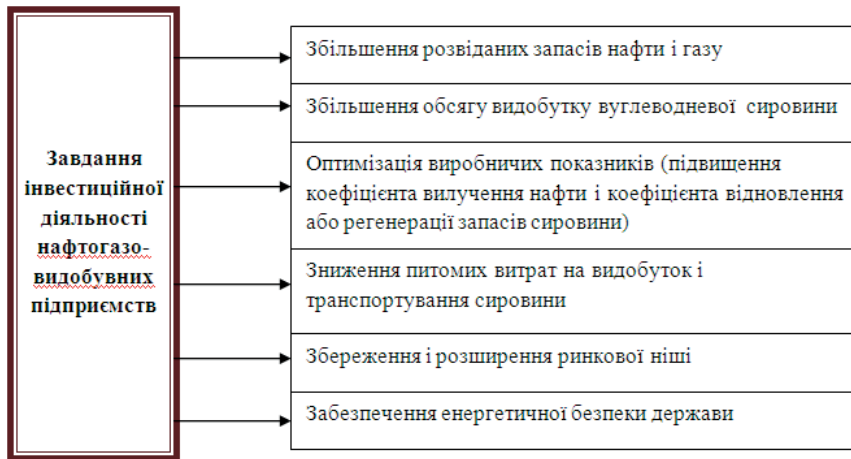 Завдання
інвестиційної
діяльності
нафтогазо-
видобувних
підприємств
Збільшення розвіданих запасів нафти і газу
Збільшення обсягу видобутку вуглеводневої сировини
Оптимізація виробничих показників (підвищення
коефіцієнта вилучення нафти і коефіцієнта відновлення
або регенерації запасів сировини)
Зниження питомих витрат на видобуток і
транспортування сировини
Збереження і розширення ринкової ніші
Забезпечення енергетичної безпеки держави